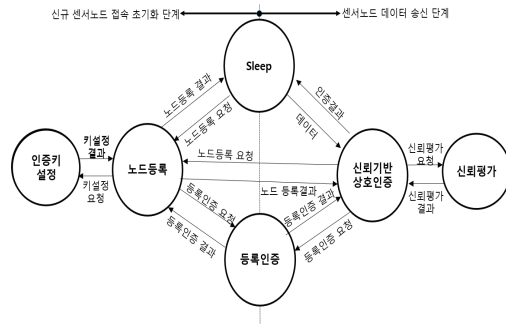 신규 센서노드 접속 초기화 단계
센서노드 데이터 송신 단계
Sleep
노드등록 결과
노드등록 요청
인증결과
데이터
인증키
설정
키설정
결과
키설정
요청
노드등록
노드등록 요청
노드 등록결과
신뢰기반
상호인증
신뢰평가
요청
신뢰평가
결과
신뢰평가
등록인증 요청
등록인증 결과
등록인증 결과
등록인증 요청
등록인증